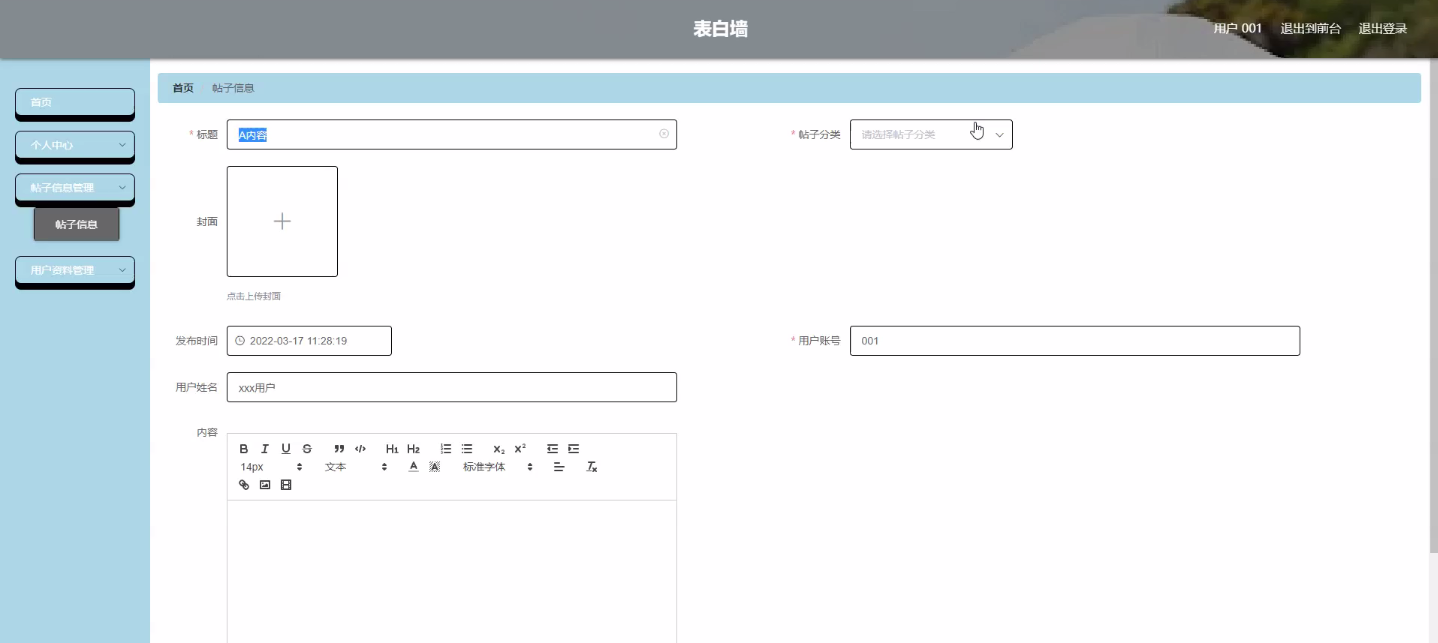 表白墙
用户 001 退出到前台 退出登录
首页
个人中心
帖子信息管理
帖子信息
用户资料管理
首页 帖子信息
* 标题 A内容
* 帖子分类 请选择帖子分类
封面
点击上传封面
发布时间 2022-03-17 11:28:19
* 用户账号 001
用户姓名 xxx用户
内容
B I U S ” </> H1 H2 X2 X2
14px 文本 A A 标准字体 Tx